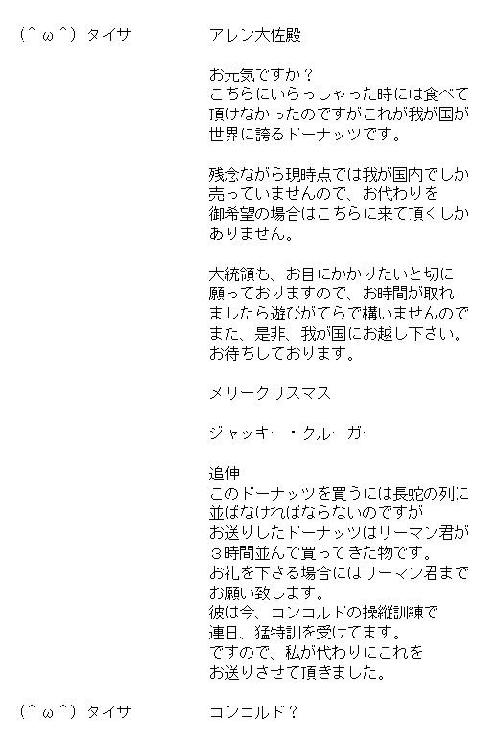 (＾ω＾) タイサ アレン大佐殿
お元気ですか？
こちらにいらっしゃった時には食べて
頂けなかったのですがこれが我が国が
世界に誇るドーナッツです。
残念ながら現時点では我が国内でしか
売っていませんので、お代わりを
御希望の場合はこちらに来て頂くしか
ありません。
大統領も、お目にかかりたいと切に
願っておりますので、お時間が取れ
ましたら遊びがてらで構いませんので
また、是非、我が国にお越し下さい。
お待ちしております。
メリークリスマス
ジャッキー・クルーガー
追伸
このドーナッツを買うには長蛇の列に
並ばなければならないのですが
お送りしたドーナッツはリーマン君が
３時間並んで買ってきた物です。
お礼を下さる場合にはリーマン君まで
お願い致します。
彼は今、コンコルドの操縦訓練で
連日、猛特訓を受けてます。
ですので、私が代わりにこれを
お送りさせて頂きました。
(＾ω＾) タイサ コンコルド？